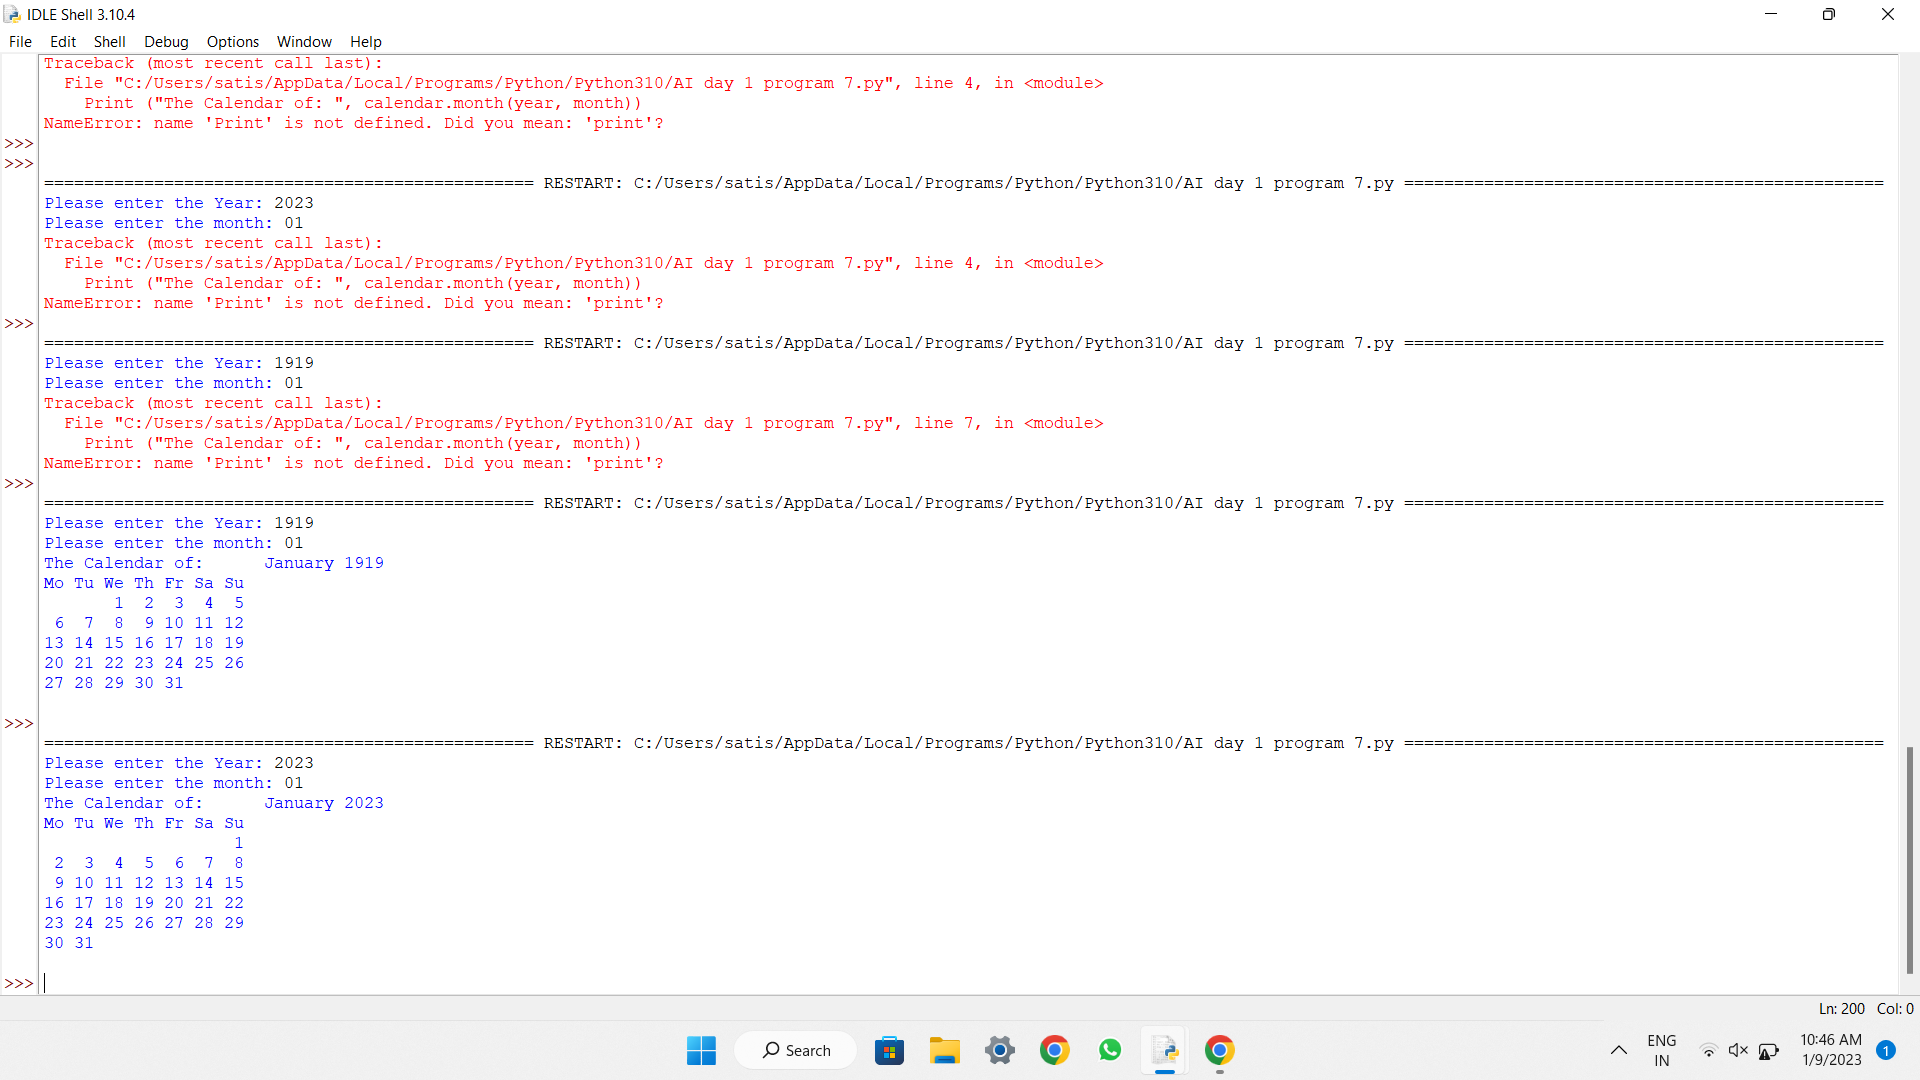 IDLE Shell 3.10.4
File Edit Shell Debug Options Window Help
Traceback (most recent call last):
  File "C:/Users/satis/AppData/Local/Programs/Python/Python310/AI day 1 program 7.py", line 4, in <module>
    Print ("The Calendar of: ", calendar.month(year, month))
NameError: name 'Print' is not defined. Did you mean: 'print'?
>>>
>>>
================================================= RESTART: C:/Users/satis/AppData/Local/Programs/Python/Python310/AI day 1 program 7.py ================================================
Please enter the Year: 2023
Please enter the month: 01
Traceback (most recent call last):
  File "C:/Users/satis/AppData/Local/Programs/Python/Python310/AI day 1 program 7.py", line 4, in <module>
    Print ("The Calendar of: ", calendar.month(year, month))
NameError: name 'Print' is not defined. Did you mean: 'print'?
>>>
================================================= RESTART: C:/Users/satis/AppData/Local/Programs/Python/Python310/AI day 1 program 7.py ================================================
Please enter the Year: 1919
Please enter the month: 01
Traceback (most recent call last):
  File "C:/Users/satis/AppData/Local/Programs/Python/Python310/AI day 1 program 7.py", line 7, in <module>
    Print ("The Calendar of: ", calendar.month(year, month))
NameError: name 'Print' is not defined. Did you mean: 'print'?
>>>
================================================= RESTART: C:/Users/satis/AppData/Local/Programs/Python/Python310/AI day 1 program 7.py ================================================
Please enter the Year: 1919
Please enter the month: 01
The Calendar of:      January 1919
Mo Tu We Th Fr Sa Su
       1  2  3  4  5
 6  7  8  9 10 11 12
13 14 15 16 17 18 19
20 21 22 23 24 25 26
27 28 29 30 31
>>>
================================================= RESTART: C:/Users/satis/AppData/Local/Programs/Python/Python310/AI day 1 program 7.py ================================================
Please enter the Year: 2023
Please enter the month: 01
The Calendar of:      January 2023
Mo Tu We Th Fr Sa Su
                   1
 2  3  4  5  6  7  8
 9 10 11 12 13 14 15
16 17 18 19 20 21 22
23 24 25 26 27 28 29
30 31
>>>
Ln: 200 Col: 0
Search
ENG
IN
10:46 AM
1/9/2023
1